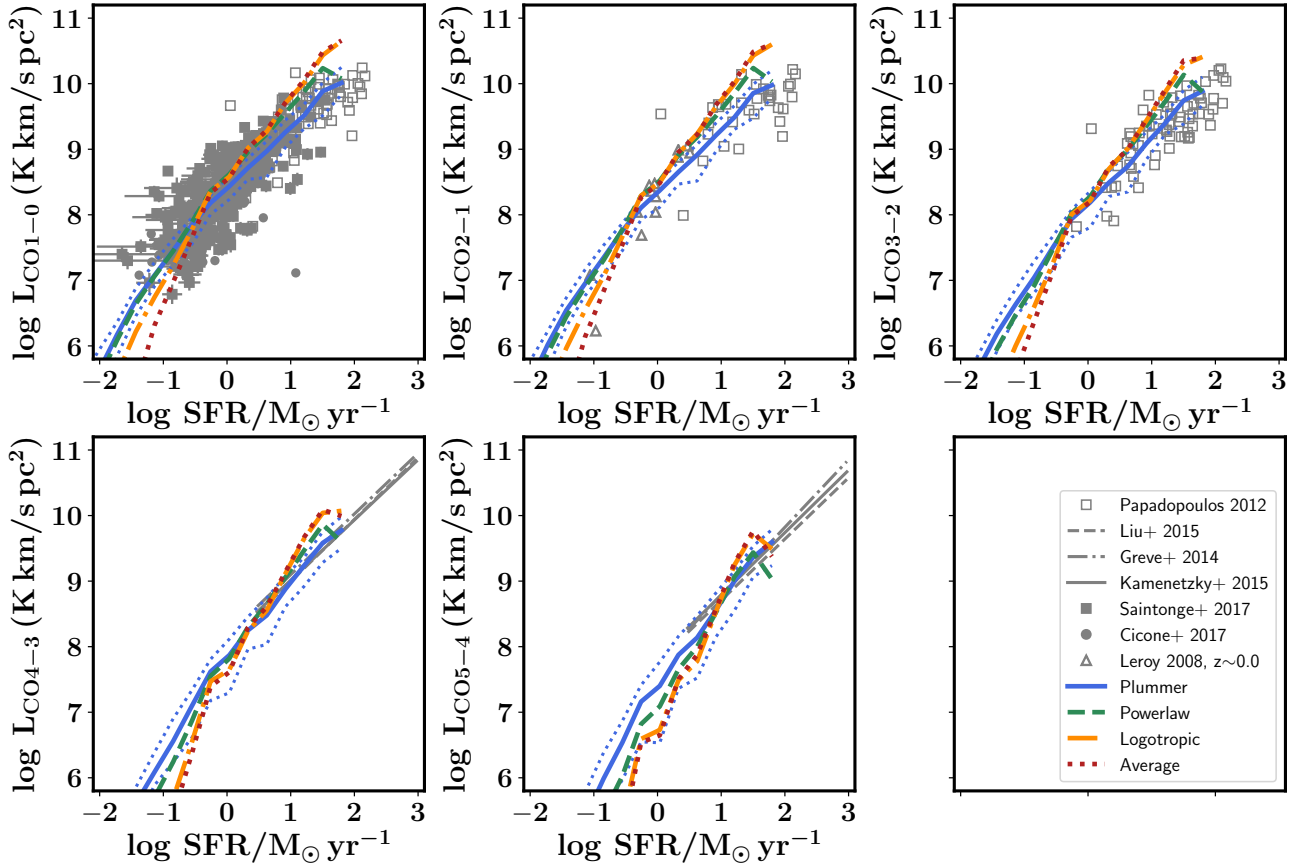 log L_CO1−0 (K km/s pc²)
11
10
9
8
7
6
−2 −1 0 1 2 3
log SFR/M⊙ yr⁻¹
log L_CO2−1 (K km/s pc²)
11
10
9
8
7
6
−2 −1 0 1 2 3
log SFR/M⊙ yr⁻¹
log L_CO3−2 (K km/s pc²)
11
10
9
8
7
6
−2 −1 0 1 2 3
log SFR/M⊙ yr⁻¹
log L_CO4−3 (K km/s pc²)
11
10
9
8
7
6
−2 −1 0 1 2 3
log SFR/M⊙ yr⁻¹
log L_CO5−4 (K km/s pc²)
11
10
9
8
7
6
−2 −1 0 1 2 3
log SFR/M⊙ yr⁻¹
Papadopoulos 2012
Liu+ 2015
Greve+ 2014
Kamenetzky+ 2015
Saintonge+ 2017
Cicone+ 2017
Leroy 2008, z∼0.0
Plummer
Powerlaw
Logotropic
Average